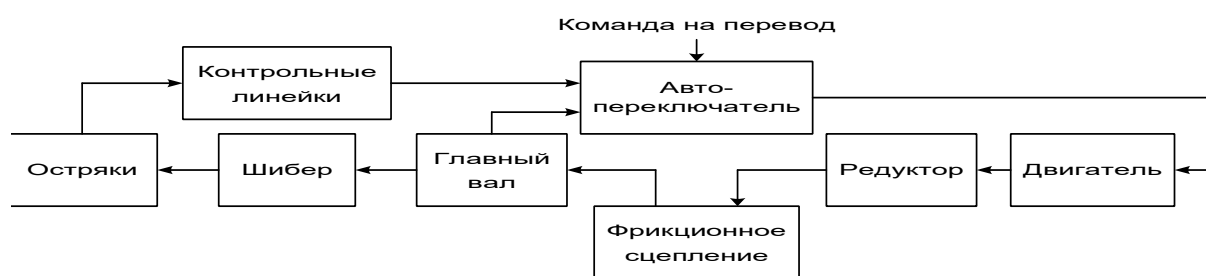 Команда на перевод
Контрольные
линейки
Авто-
переключатель
Остряки
Шибер
Главный
вал
Редуктор
Двигатель
Фрикционное
сцепление